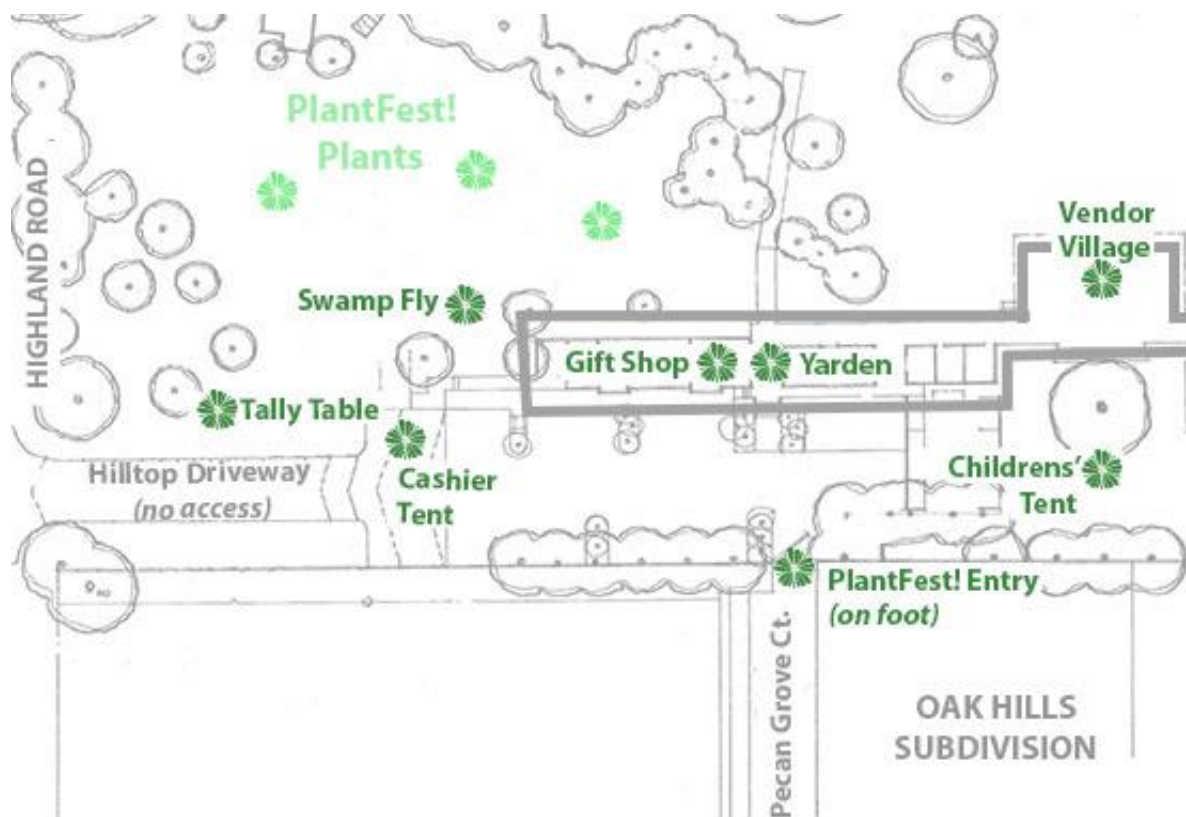 PlantFest!
Plants
HIGHLAND ROAD
Vendor
Village
Swamp Fly
Gift Shop
Yarden
Tally Table
Hilltop Driveway
(no access)
Cashier
Tent
Childrens'
Tent
PlantFest! Entry
(on foot)
Pecan Grove Ct.
OAK HILLS
SUBDIVISION